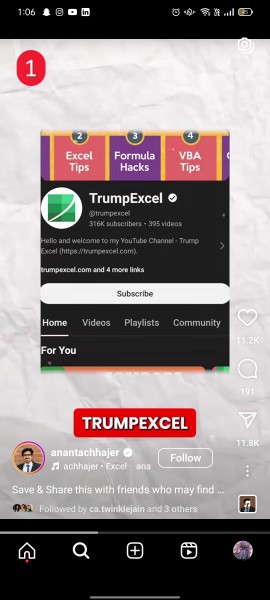 1:06
1
2
3
4
Excel
Tips
Formula
Hacks
VBA
Tips
TrumpExcel
@trumpexcel
316K subscribers • 395 videos
Hello and welcome to my YouTube Channel - Trump
Excel (https://trumpexcel.com).
trumpexcel.com and 4 more links
Subscribe
Home
Videos
Playlists
Community
For You
TRUMPEXCEL
11.2K
191
11.8K
anantachhajer
achhajer • Excel ana
Follow
Save & Share this with friends who may find ...
Followed by ca.twinklejain and 3 others